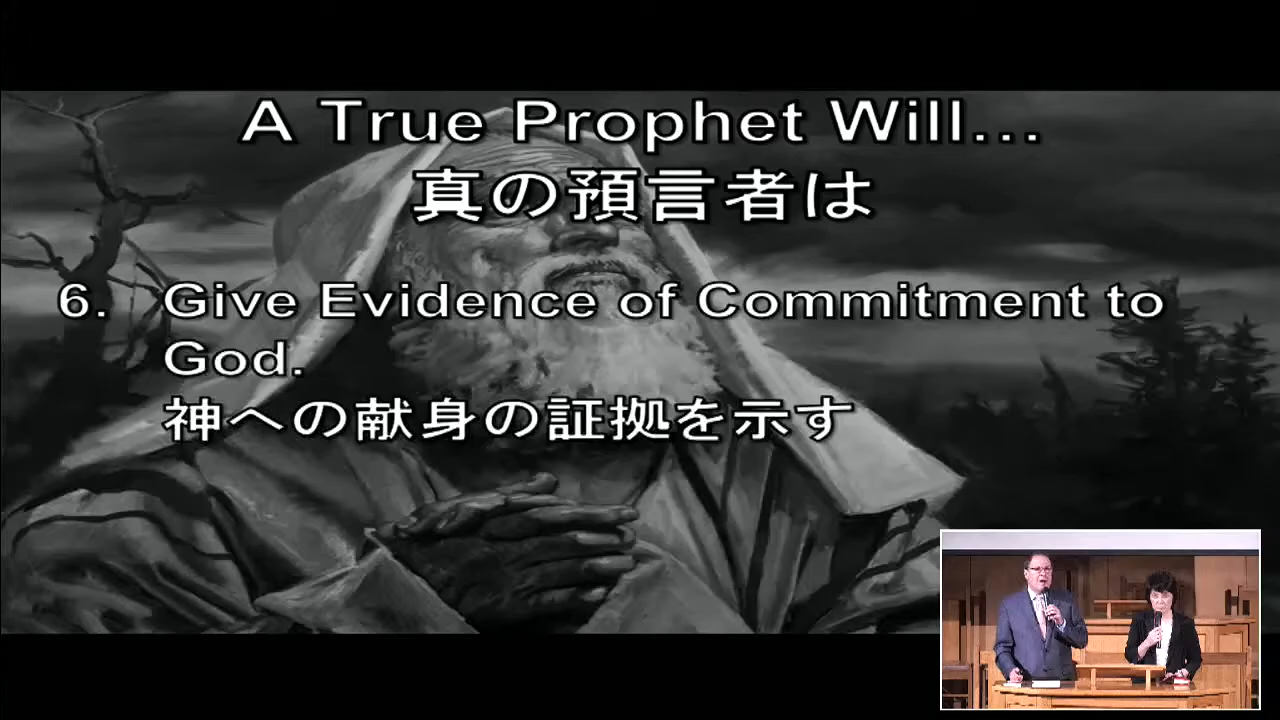 A True Prophet Will...
真の預言者は
6. Give Evidence of Commitment to
God.
神への献身の証拠を示す